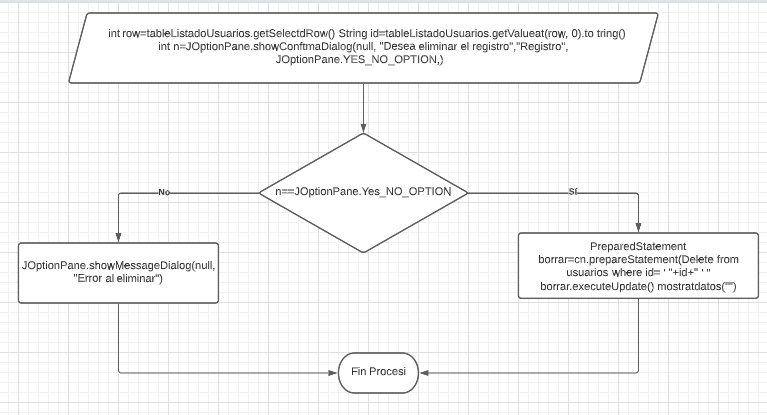 int row=tableListadoUsuarios.getSelectdRow() String id=tableListadoUsuarios.getValueat(row, 0).to tring()
int n=JOptionPane.showConftmaDialog(null, "Desea eliminar el registro","Registro",
JOptionPane.YES_NO_OPTION,)
n==JOptionPane.Yes_NO_OPTION
No
Sí
JOptionPane.showMessageDialog(null,
"Error al eliminar")
PreparedStatement
borrar=cn.prepareStatement(Delete from
usuarios where id= ' "+id+" ' "
borrar.executeUpdate() mostratdatos("")
Fin Procesi